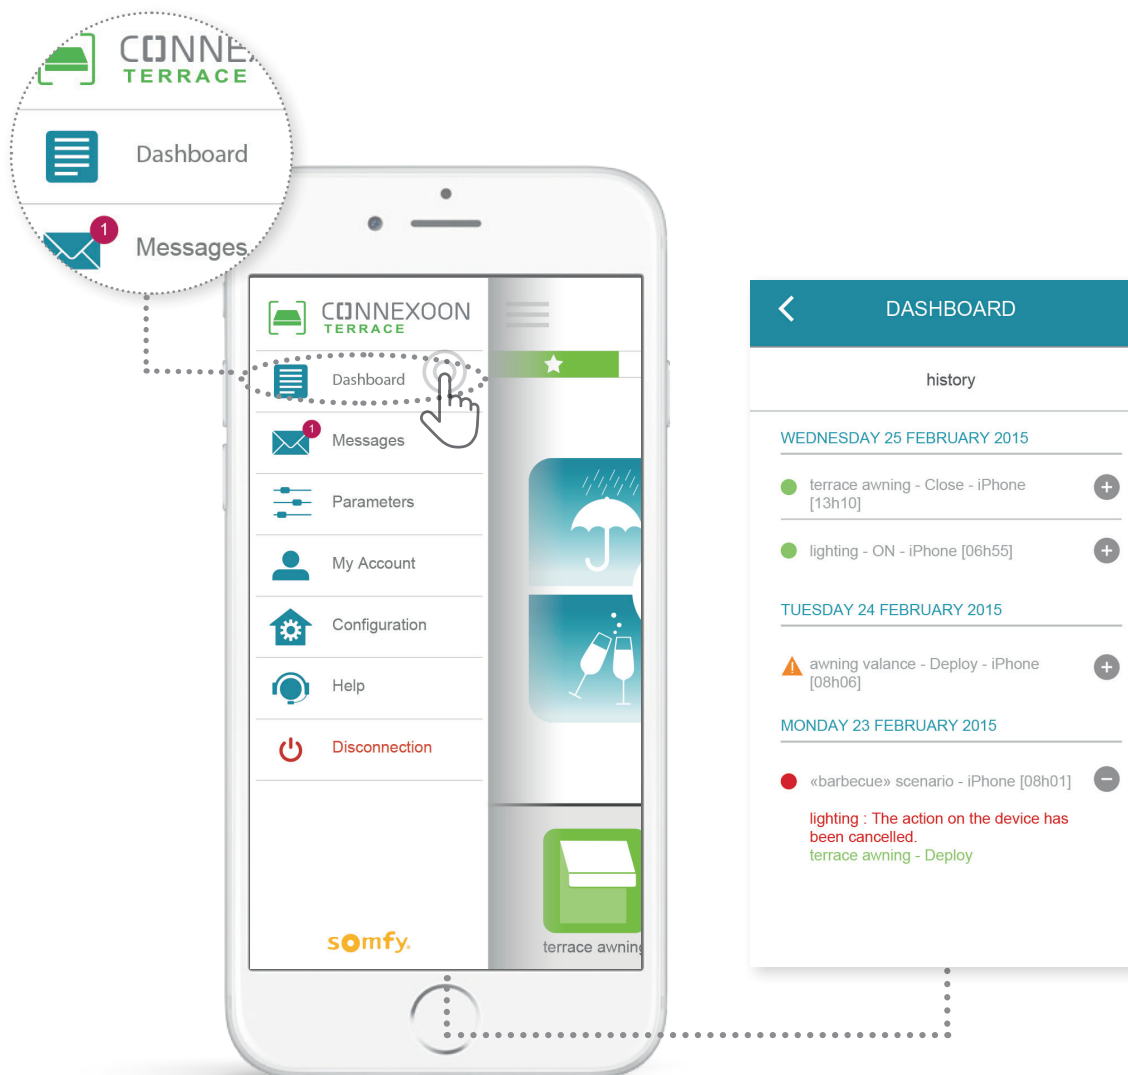 CONNE
TERRACE
Dashboard
1
Messages
CONNEXOON
TERRACE
Dashboard
1
Messages
Parameters
My Account
Configuration
Help
Disconnection
somfy.
terrace awning
DASHBOARD
history
WEDNESDAY 25 FEBRUARY 2015
terrace awning - Close - iPhone
[13h10]
lighting - ON - iPhone [06h55]
TUESDAY 24 FEBRUARY 2015
awning valance - Deploy - iPhone
[08h06]
MONDAY 23 FEBRUARY 2015
«barbecue» scenario - iPhone [08h01]
lighting : The action on the device has
been cancelled.
terrace awning - Deploy